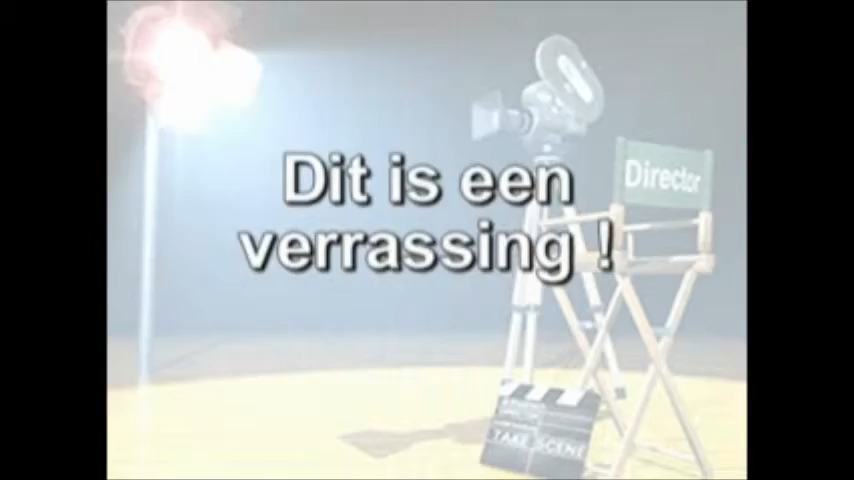 Dit is een
verrassing !
Director
TAKE SCENE